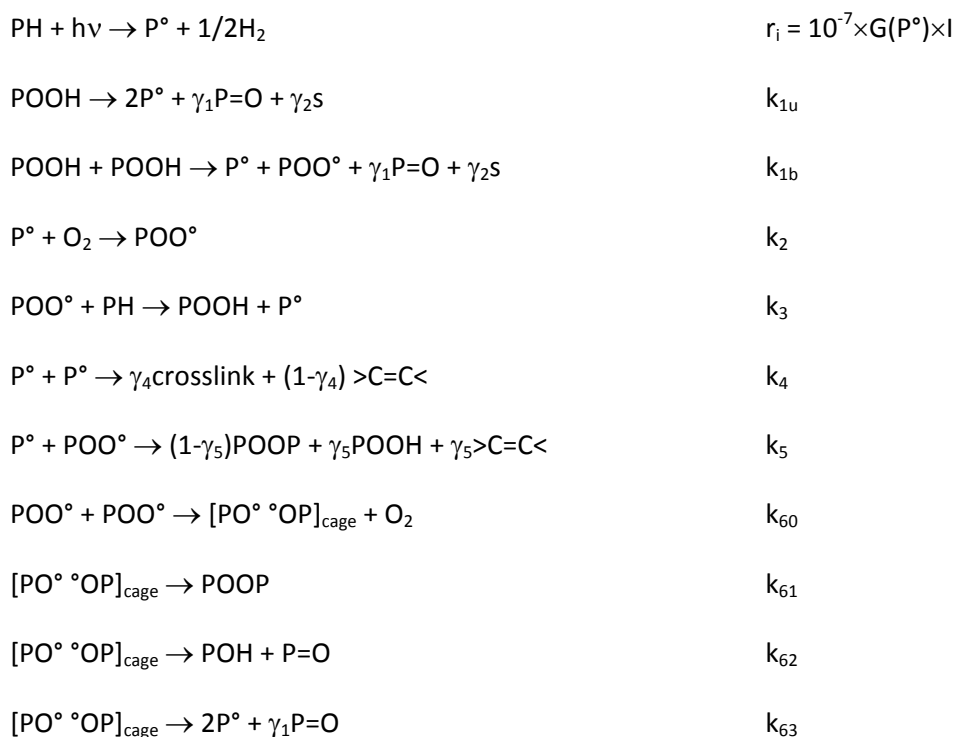 PH + hν → P° + 1/2H₂ rᵢ = 10⁻⁷×G(P°)×I
POOH → 2P° + γ₁P=O + γ₂s k₁ᵤ
POOH + POOH → P° + POO° + γ₁P=O + γ₂s k₁b
P° + O₂ → POO° k₂
POO° + PH → POOH + P° k₃
P° + P° → γ₄crosslink + (1-γ₄) >C=C< k₄
P° + POO° → (1-γ₅)POOP + γ₅POOH + γ₅>C=C< k₅
POO° + POO° → [PO° °OP]cage + O₂ k₆₀
[PO° °OP]cage → POOP k₆₁
[PO° °OP]cage → POH + P=O k₆₂
[PO° °OP]cage → 2P° + γ₁P=O k₆₃